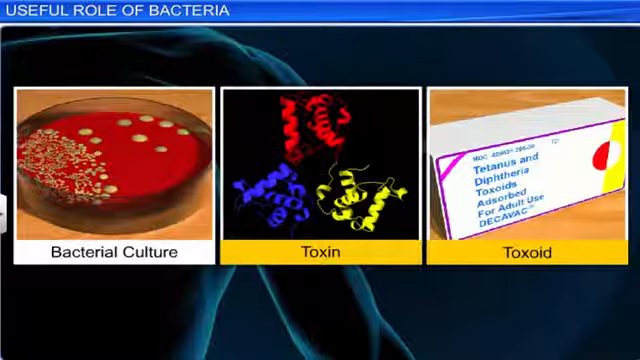 USEFUL ROLE OF BACTERIA
Tetanus and
Diphtheria
Toxoids
Adsorbed
For Adult Use
DECAVAC
Bacterial Culture
Toxin
Toxoid